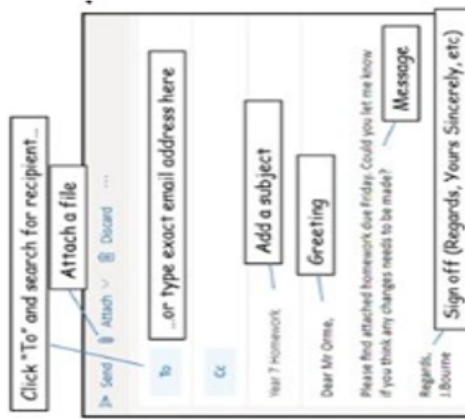 Click "To" and search for recipient...
Attach a file
Send Attach Discard ...
To
...or type exact email address here
Cc
Add a subject
Year 7 Homework
Greeting
Dear Mr Orme,
Please find attached homework due Friday. Could you let me know
if you think any changes needs to be made?
Message
Regards,
J.Bourne
Sign off (Regards, Yours Sincerely, etc)